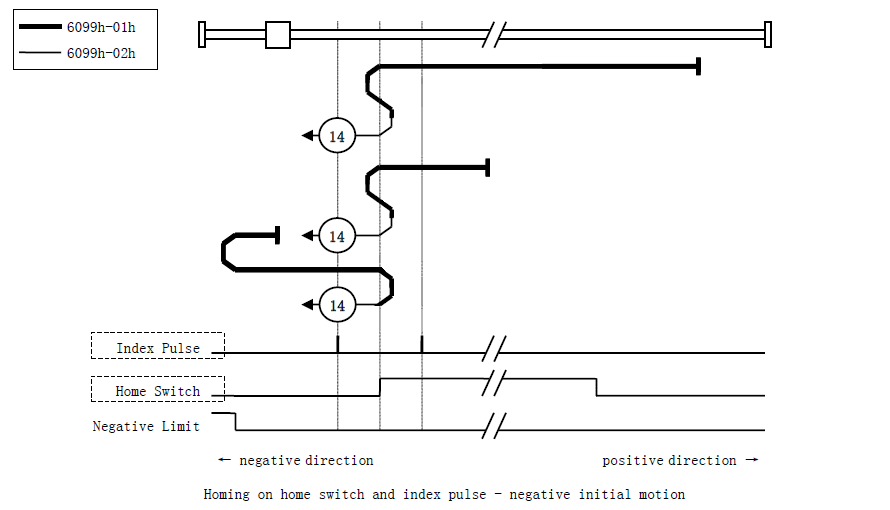 6099h-01h
6099h-02h
14
14
14
Index Pulse
Home Switch
Negative Limit
← negative direction
positive direction →
Homing on home switch and index pulse - negative initial motion